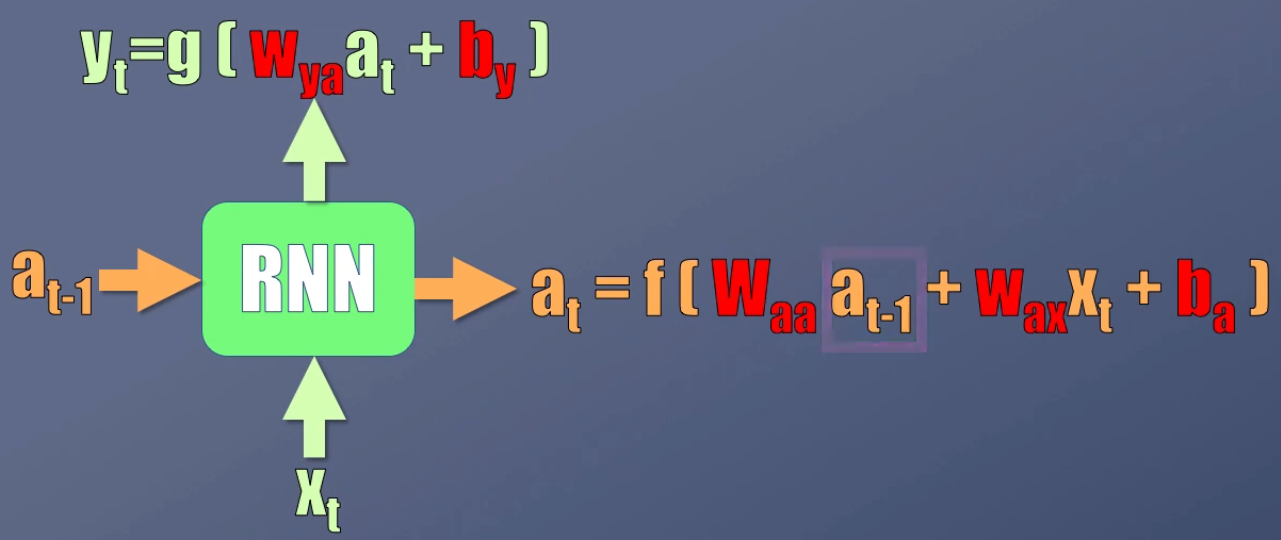 yₜ=g ( wyaaₜ + by )
aₜ₋₁
RNN
aₜ = f ( Waa aₜ₋₁ + waxxₜ + ba )
xₜ